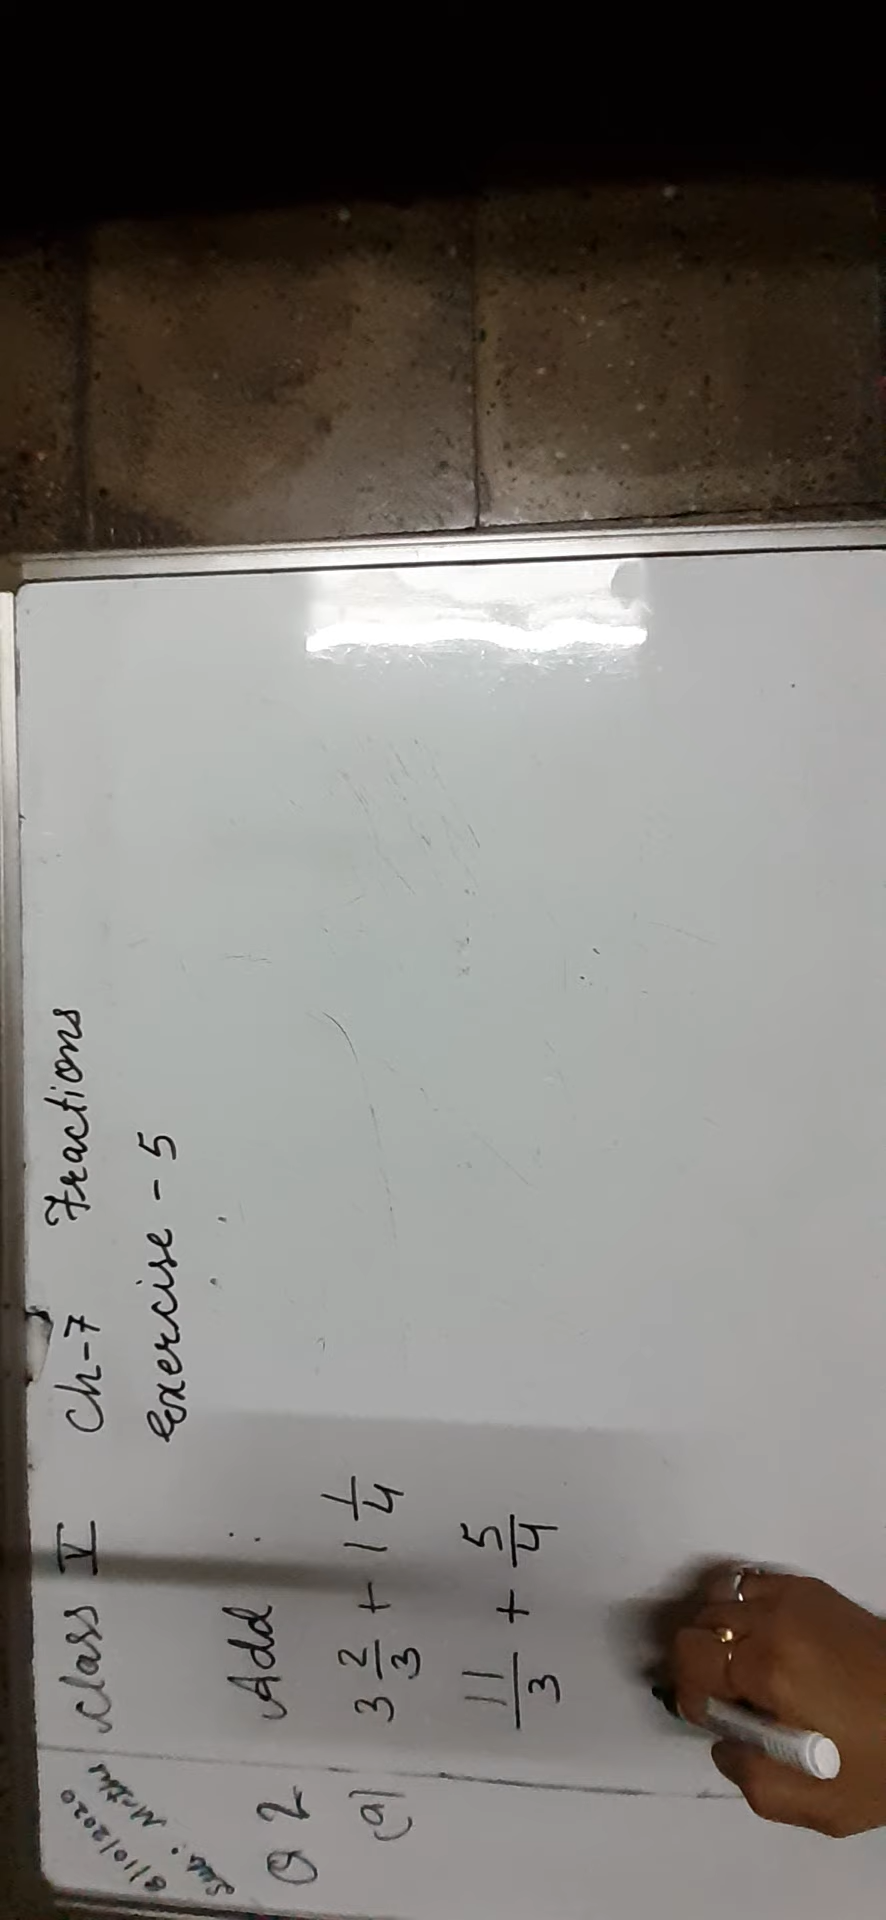 Class V Ch-7 Fractions
/10/2020
Maths
Exercise - 5
Q 2 Add :
(a) 3 2/3 + 1 1/4
11/3 + 5/4